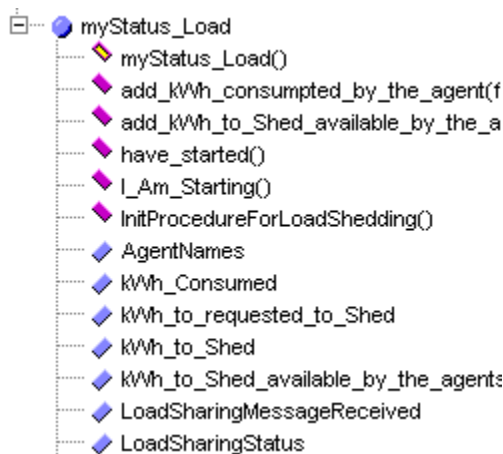 myStatus_Load
myStatus_Load()
add_kWh_consumpted_by_the_agent(f
add_kWh_to_Shed_available_by_the_a
have_started()
I_Am_Starting()
InitProcedureForLoadShedding()
AgentNames
kWh_Consumed
kWh_to_requested_to_Shed
kWh_to_Shed
kWh_to_Shed_available_by_the_agents
LoadSharingMessageReceived
LoadSharingStatus